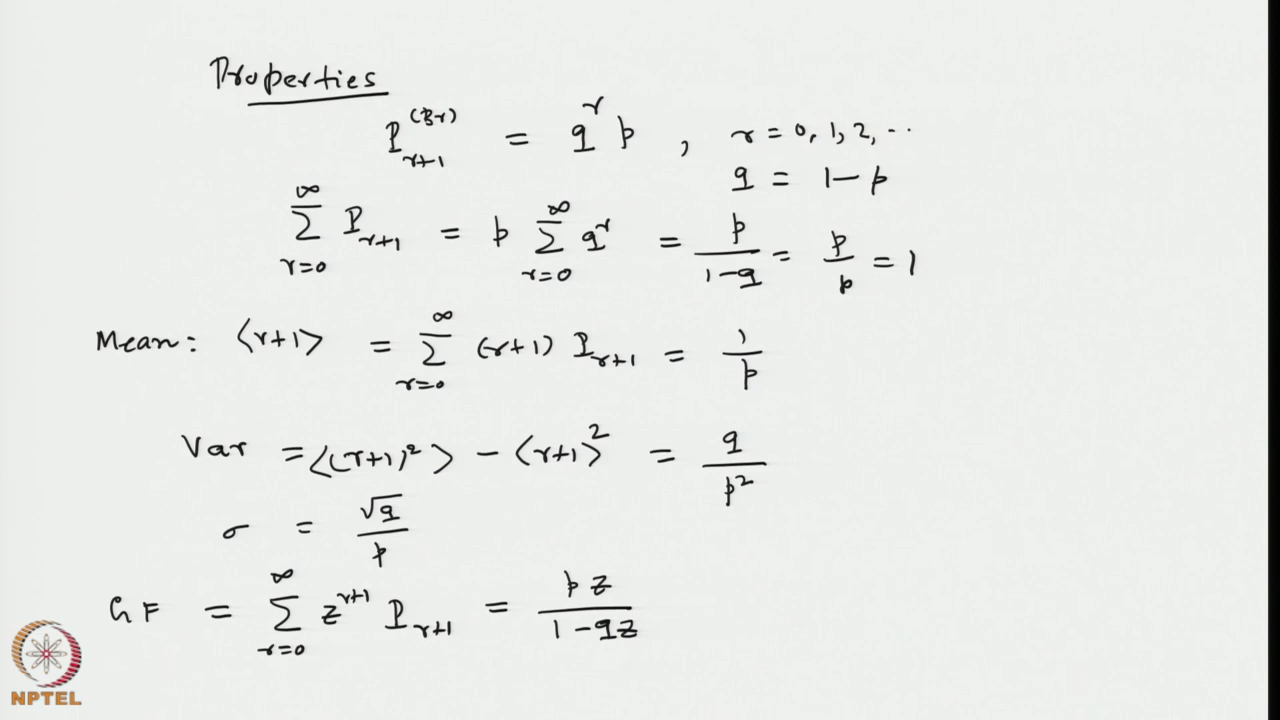 Properties
P_{r+1}^{(Br)} = q^r p , r = 0, 1, 2, ..
q = 1 - p
∑_{r=0}^{∞} P_{r+1} = p ∑_{r=0}^{∞} q^r = p/(1-q) = p/p = 1
Mean: ⟨r+1⟩ = ∑_{r=0}^{∞} (r+1) P_{r+1} = 1/p
Var = ⟨(r+1)^2⟩ - ⟨r+1⟩^2 = q/p^2
σ = √q/p
GF = ∑_{r=0}^{∞} z^{r+1} P_{r+1} = pz/(1-qz)
NPTEL